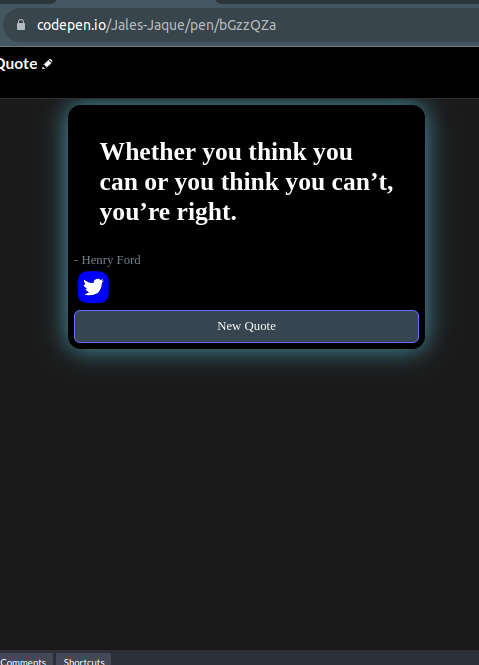 codepen.io/Jales-Jaque/pen/bGzzQZa
Quote
Whether you think you
can or you think you can’t,
you’re right.
- Henry Ford
New Quote
Comments
Shortcuts